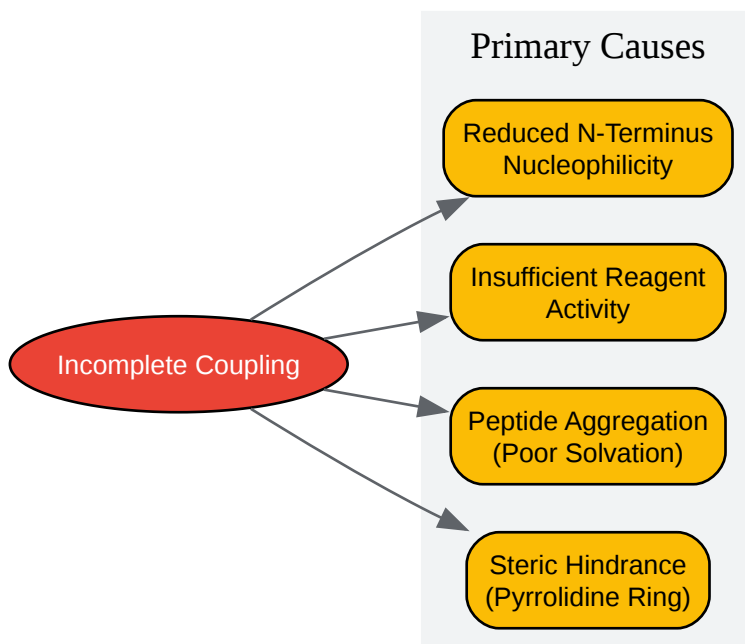 Primary Causes
Reduced N-Terminus
Nucleophilicity
Insufficient Reagent
Activity
Incomplete Coupling
Peptide Aggregation
(Poor Solvation)
Steric Hindrance
(Pyrrolidine Ring)